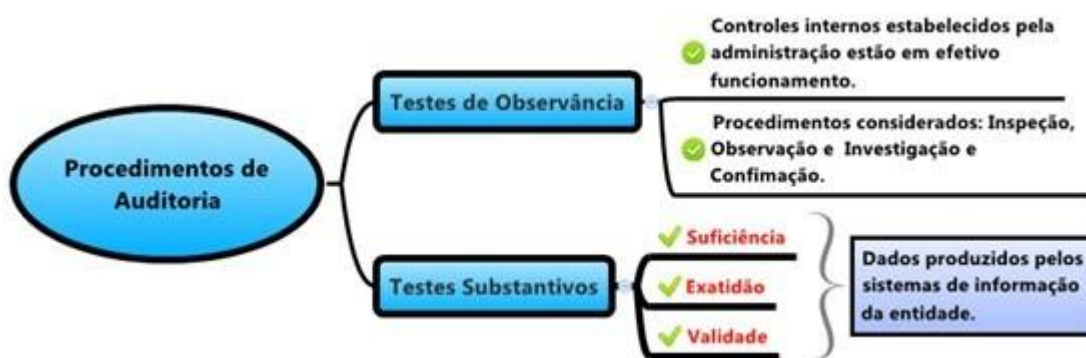 Procedimentos de
Auditoria
Testes de Observância
Controles internos estabelecidos pela
administração estão em efetivo
funcionamento.
Procedimentos considerados: Inspeção,
Observação e Investigação e
Confimação.
Testes Substantivos
Suficiência
Exatidão
Validade
Dados produzidos pelos
sistemas de informação
da entidade.